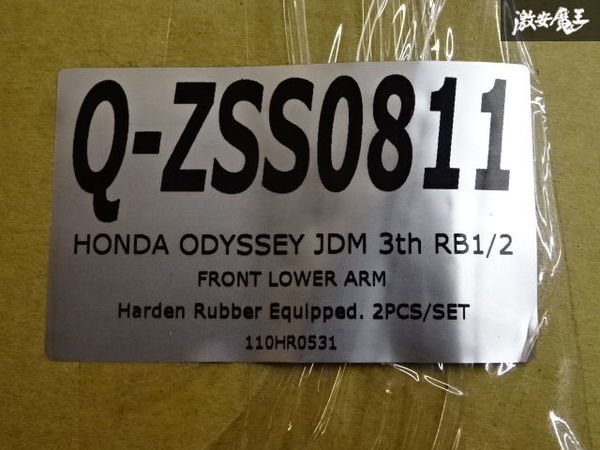 激安魔王
Q-ZSS0811
HONDA ODYSSEY JDM 3th RB1/2
FRONT LOWER ARM
Harden Rubber Equipped. 2PCS/SET
110HR0531